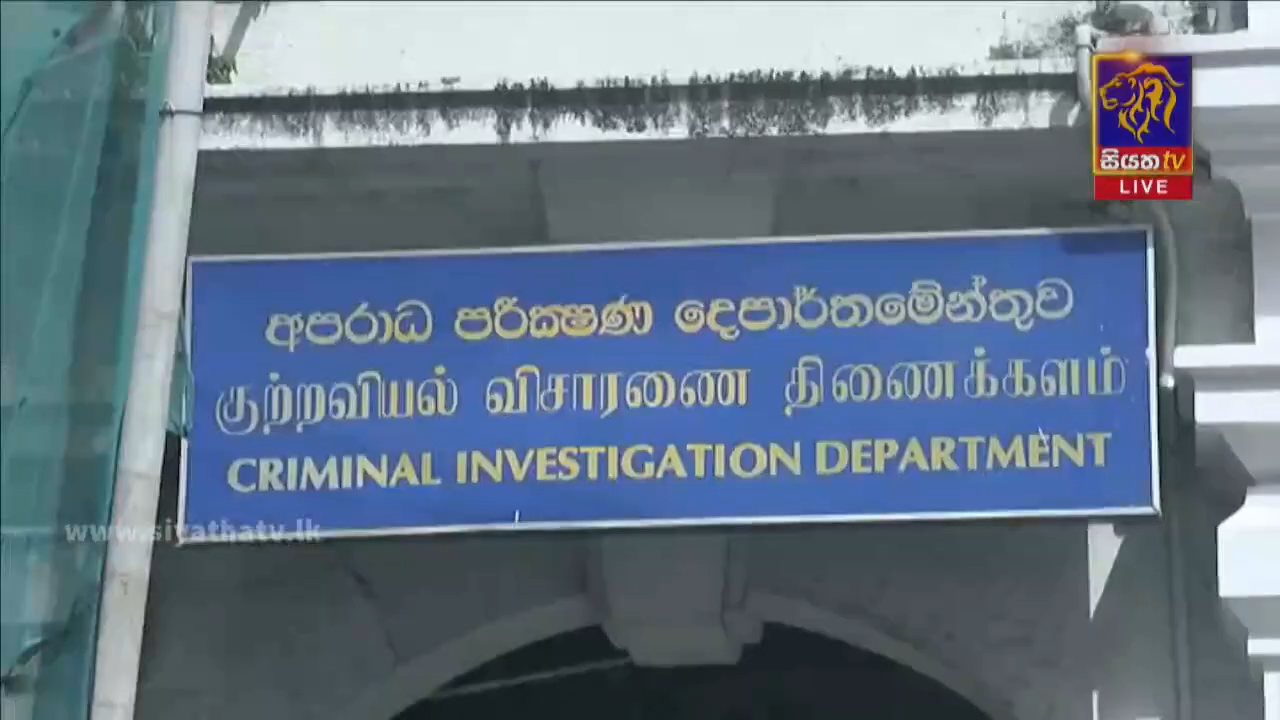 සියත tv
LIVE
අපරාධ පරීක්ෂණ දෙපාර්තමේන්තුව
குற்றவியல் விசாரணை திணைக்களம்
CRIMINAL INVESTIGATION DEPARTMENT
www.siyathatv.lk